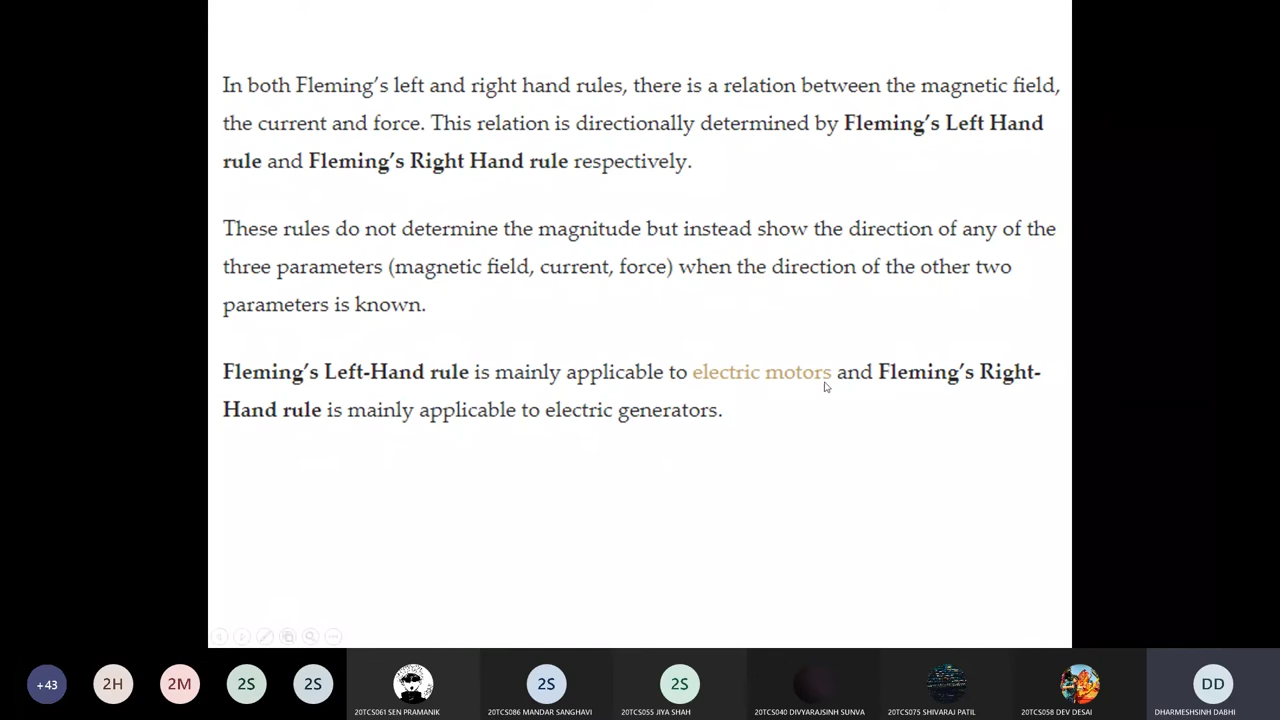 In both Fleming’s left and right hand rules, there is a relation between the magnetic field,
the current and force. This relation is directionally determined by Fleming’s Left Hand
rule and Fleming’s Right Hand rule respectively.
These rules do not determine the magnitude but instead show the direction of any of the
three parameters (magnetic field, current, force) when the direction of the other two
parameters is known.
Fleming’s Left-Hand rule is mainly applicable to electric motors and Fleming’s Right-
Hand rule is mainly applicable to electric generators.
+43 2H 2M 2S 2S 2S 2S DD
20TCS061 SEN PRAMANIK 20TCS086 MANDAR SANGHAVI 20TCS055 JIYA SHAH 20TCS040 DIVYARAJSINH SUNVA 20TCS075 SHIVARAJ PATIL 20TCS058 DEV DESAI DHARMESHSINH DABHI